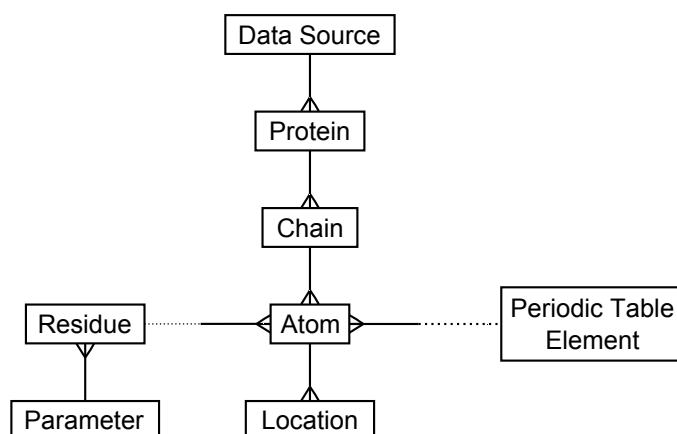 Data Source
Protein
Chain
Residue
Atom
Periodic Table
Element
Parameter
Location